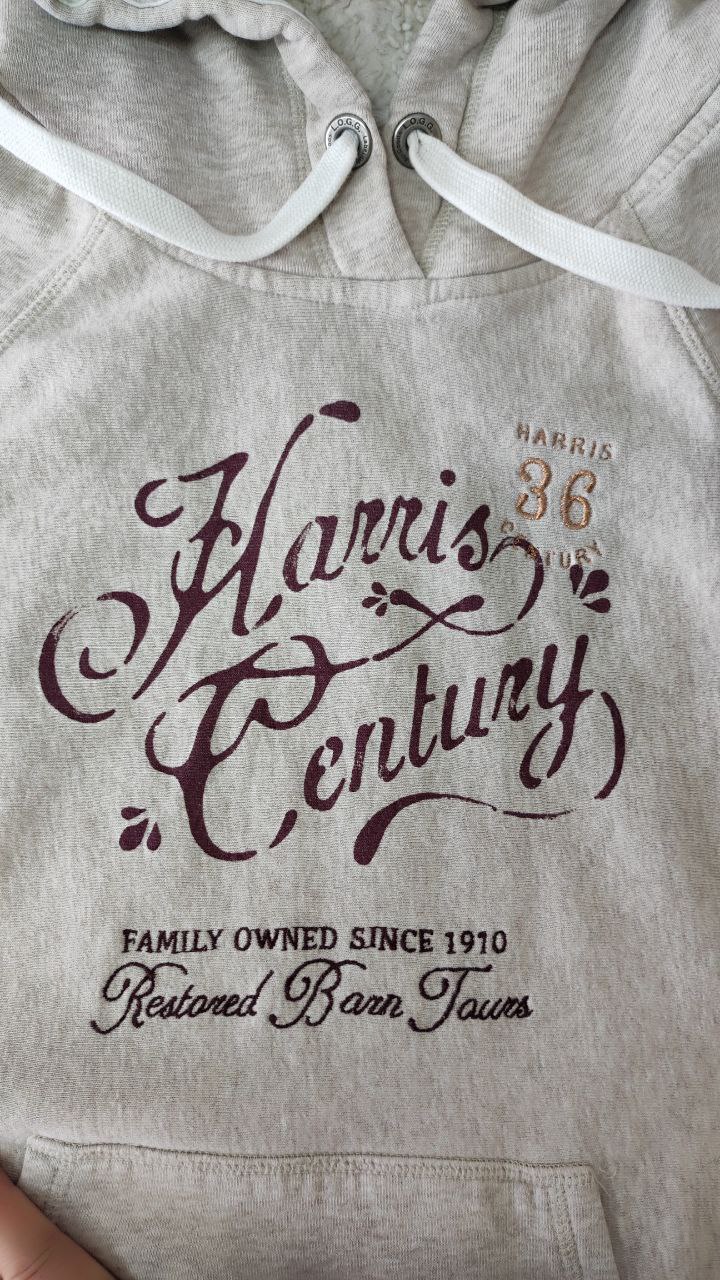 L.O.G.G.
L.O.G.G.
HARRIS
36
CENTURY
Harris
Century
FAMILY OWNED SINCE 1910
Restored Barn Tours